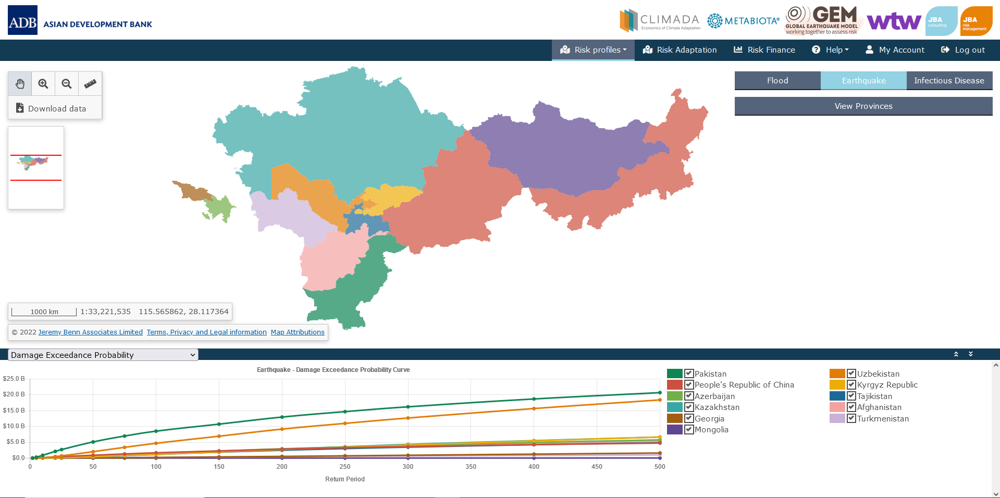 ADB ASIAN DEVELOPMENT BANK
CLIMADA
Economics of Climate Adaptation
METABIOTA®
GEM
GLOBAL EARTHQUAKE MODEL
working together to assess risk
wtw
JBA
consulting
JBA
risk
management
Risk profiles
Risk Adaptation
Risk Finance
Help
My Account
Log out
Download data
Flood
Earthquake
Infectious Disease
View Provinces
1000 km 1:33,221,535 115.565862, 28.117364
© 2022 Jeremy Benn Associates Limited Terms, Privacy and Legal information Map Attributions
Damage Exceedance Probability
Earthquake - Damage Exceedance Probability Curve
$25.0 B
$20.0 B
$15.0 B
$10.0 B
$5.0 B
$0.0
0 50 100 150 200 250 300 350 400 450 500
Return Period
Pakistan
People's Republic of China
Azerbaijan
Kazakhstan
Georgia
Mongolia
Uzbekistan
Kyrgyz Republic
Tajikistan
Afghanistan
Turkmenistan